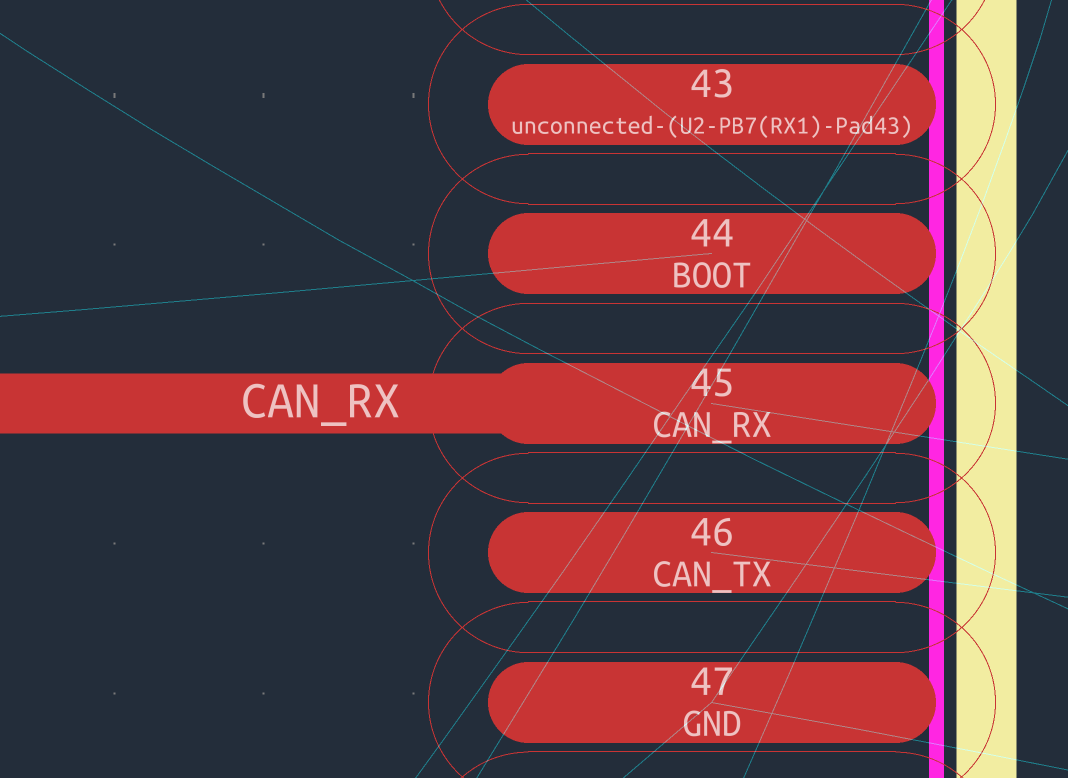 43
unconnected-(U2-PB7(RX1)-Pad43)
44
BOOT
CAN_RX
45
CAN_RX
46
CAN_TX
47
GND